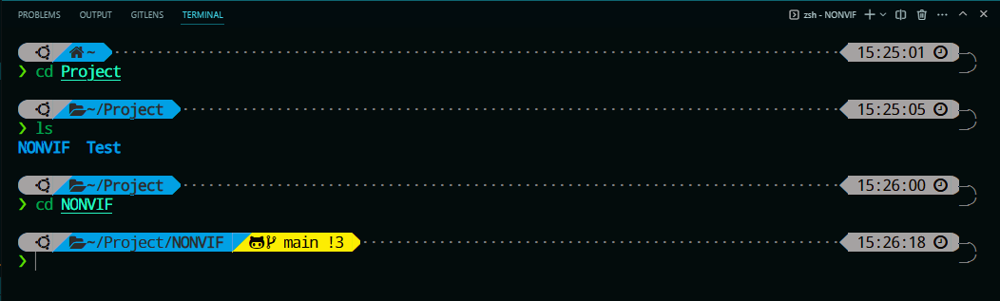 PROBLEMS OUTPUT GITLENS TERMINAL zsh - NONVIF
~ 15:25:01
❯ cd Project
~/Project 15:25:05
❯ ls
NONVIF Test
~/Project 15:26:00
❯ cd NONVIF
~/Project/NONVIF main !3 15:26:18
❯